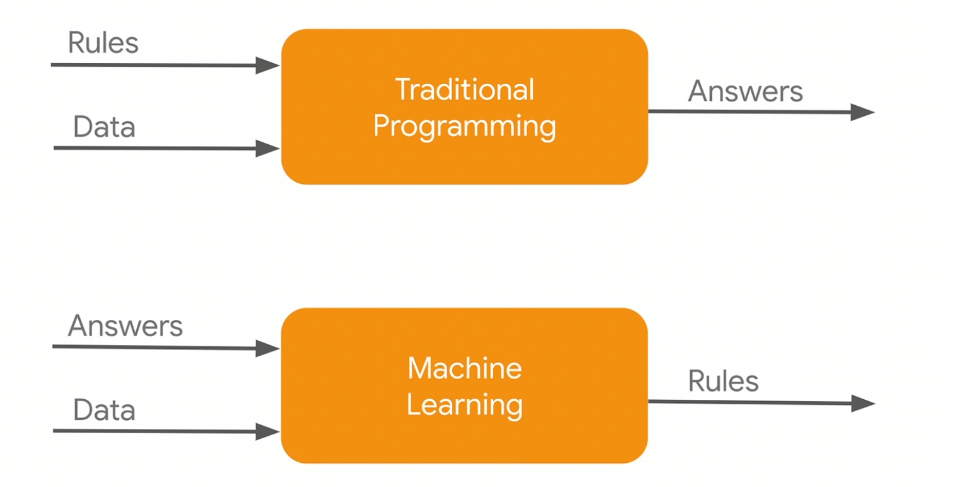 Rules
Data
Traditional
Programming
Answers
Answers
Data
Machine
Learning
Rules